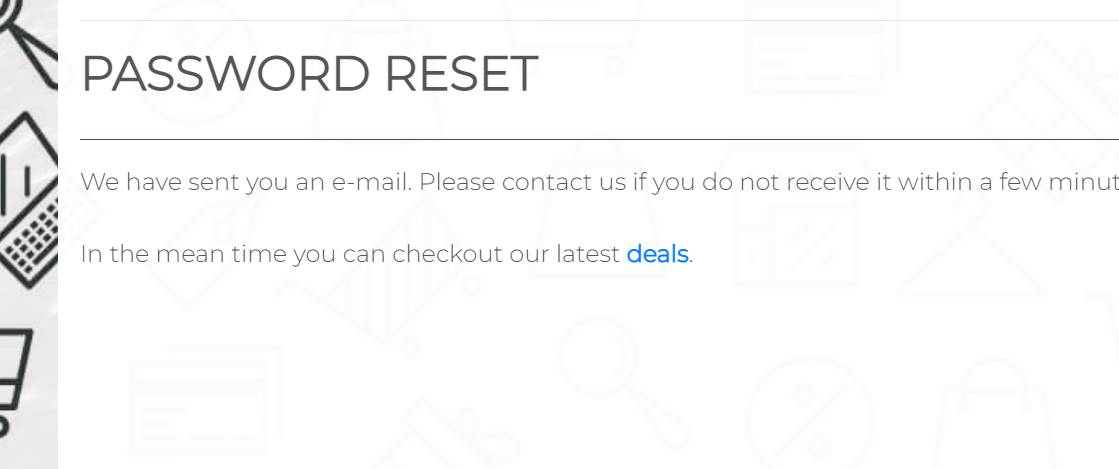 PASSWORD RESET
We have sent you an e-mail. Please contact us if you do not receive it within a few minut
In the mean time you can checkout our latest deals.